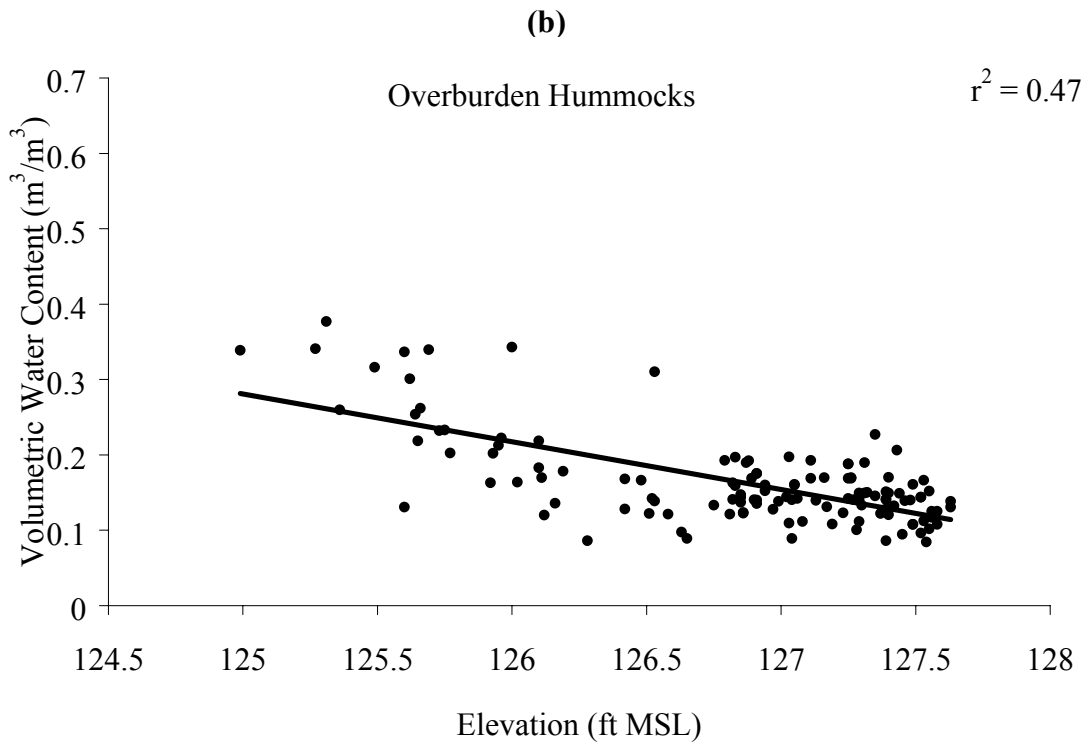 (b)
Overburden Hummocks
r² = 0.47
Volumetric Water Content (m³/m³)
0.7
0.6
0.5
0.4
0.3
0.2
0.1
0
124.5 125 125.5 126 126.5 127 127.5 128
Elevation (ft MSL)